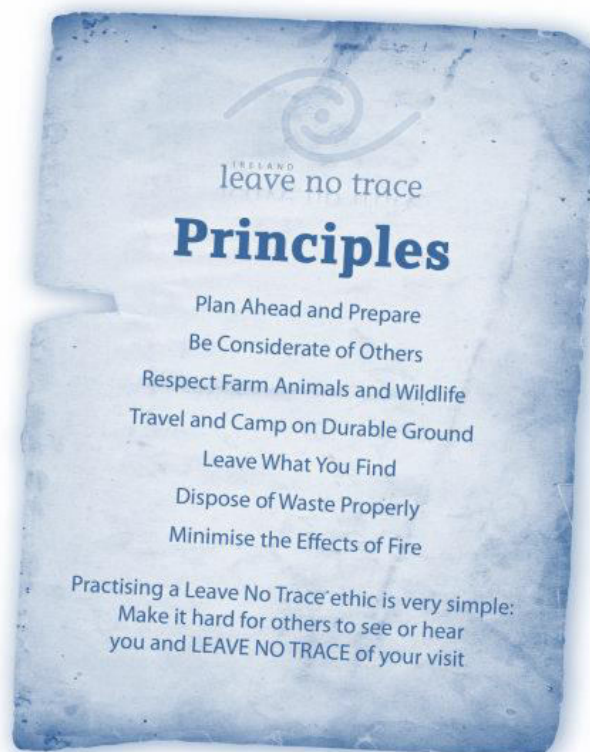 IRELAND
leave no trace
Principles
Plan Ahead and Prepare
Be Considerate of Others
Respect Farm Animals and Wildlife
Travel and Camp on Durable Ground
Leave What You Find
Dispose of Waste Properly
Minimise the Effects of Fire
Practising a Leave No Trace ethic is very simple:
Make it hard for others to see or hear
you and LEAVE NO TRACE of your visit